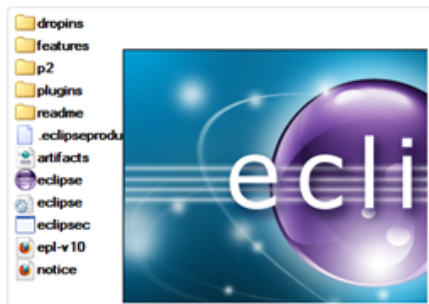 dropins
features
p2
plugins
readme
.eclipseprodu
artifacts
eclipse
eclipse
eclipsec
epl-v10
notice
ecli